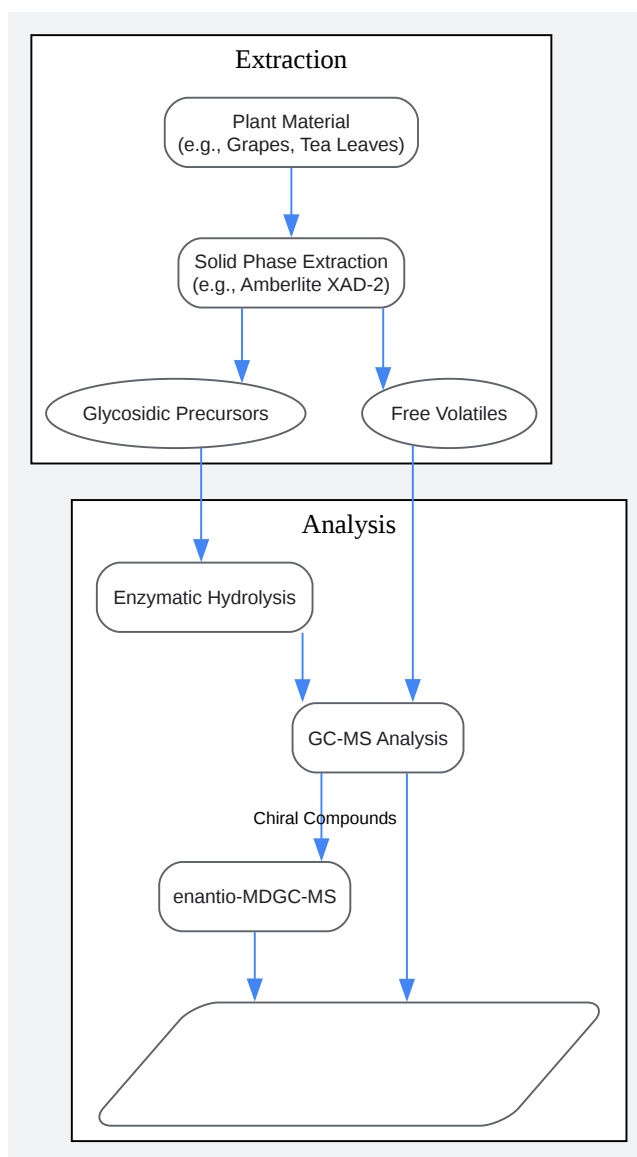 Extraction
Plant Material
(e.g., Grapes, Tea Leaves)
Solid Phase Extraction
(e.g., Amberlite XAD-2)
Glycosidic Precursors
Free Volatiles
Analysis
Enzymatic Hydrolysis
GC-MS Analysis
Chiral Compounds
enantio-MDGC-MS